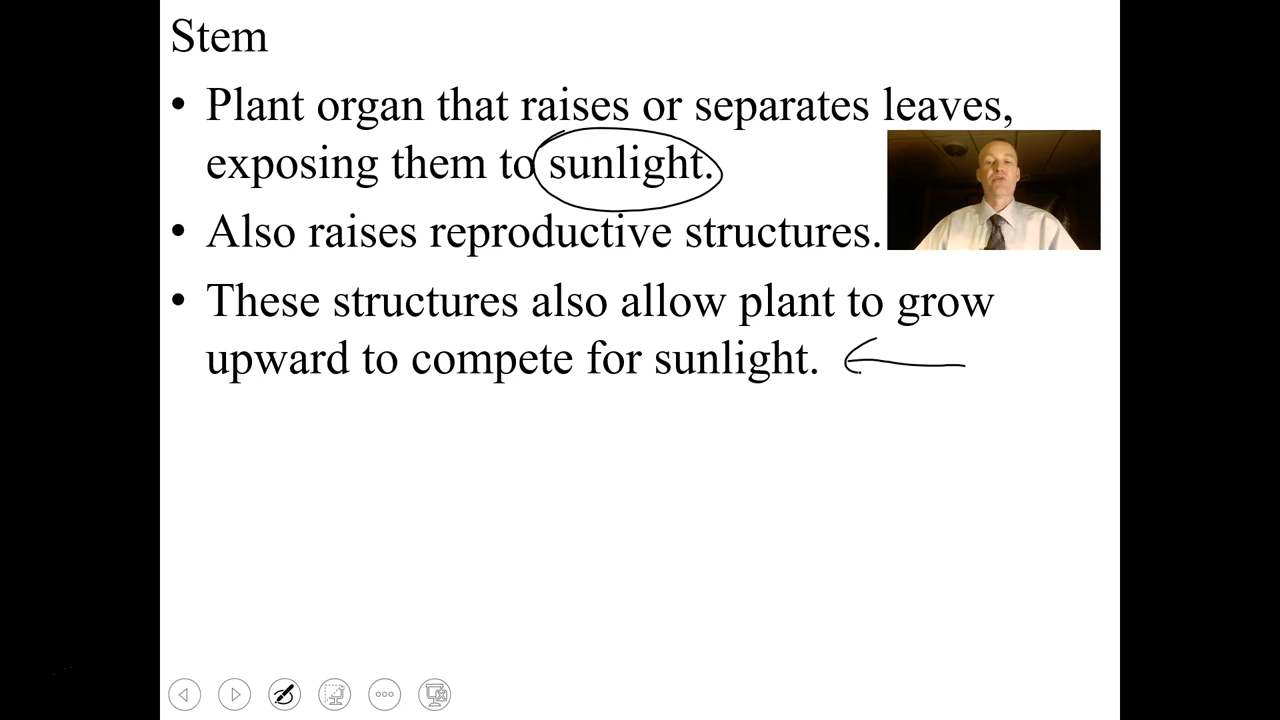 Stem
• Plant organ that raises or separates leaves,
exposing them to sunlight.
• Also raises reproductive structures.
• These structures also allow plant to grow
upward to compete for sunlight.